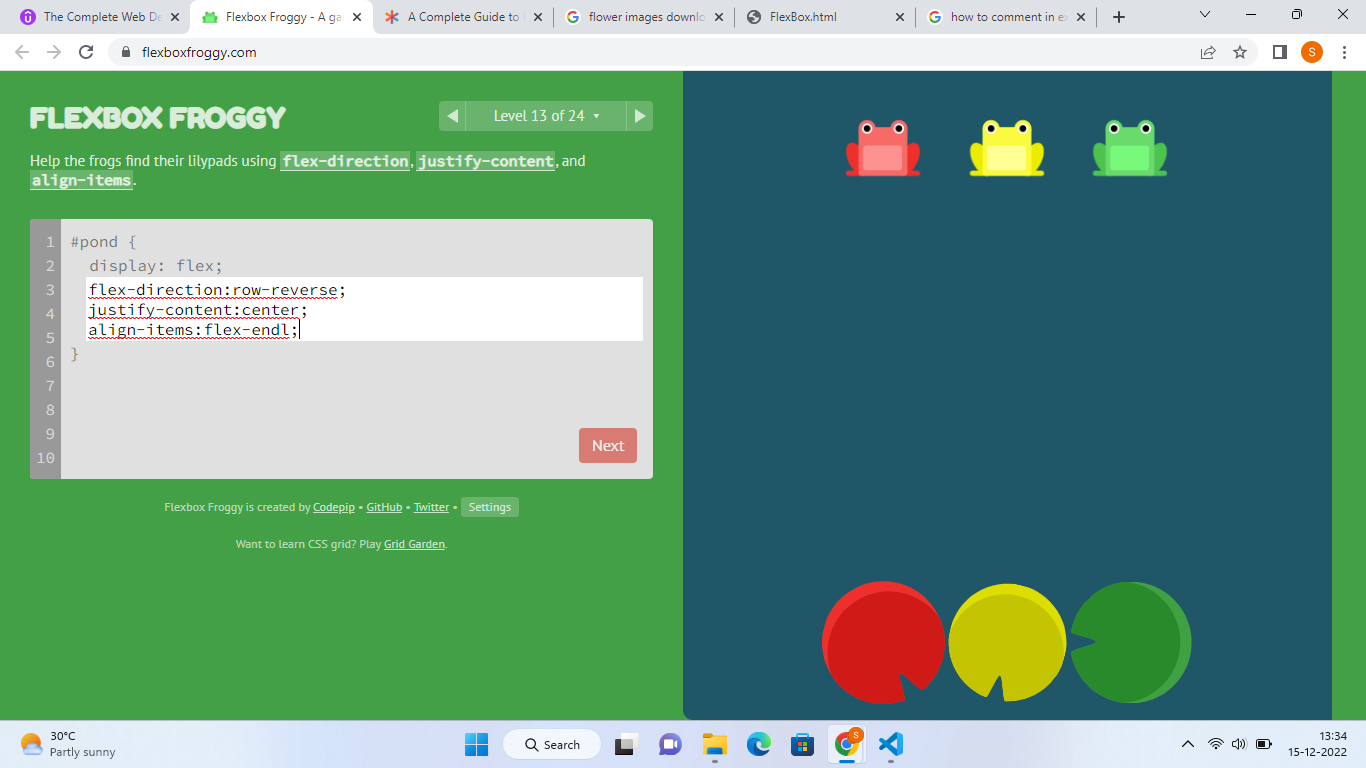 The Complete Web De
Flexbox Froggy - A ga
A Complete Guide to
flower images downlo
FlexBox.html
how to comment in ex
flexboxfroggy.com
S
FLEXBOX FROGGY
Level 13 of 24
Help the frogs find their lilypads using flex-direction, justify-content, and
align-items.
1 #pond {
2 display: flex;
3 flex-direction:row-reverse;
4 justify-content:center;
5 align-items:flex-endl;
6 }
7
8
9
10
Next
Flexbox Froggy is created by Codepip • GitHub • Twitter • Settings
Want to learn CSS grid? Play Grid Garden.
30°C
Partly sunny
Search
S
13:34
15-12-2022